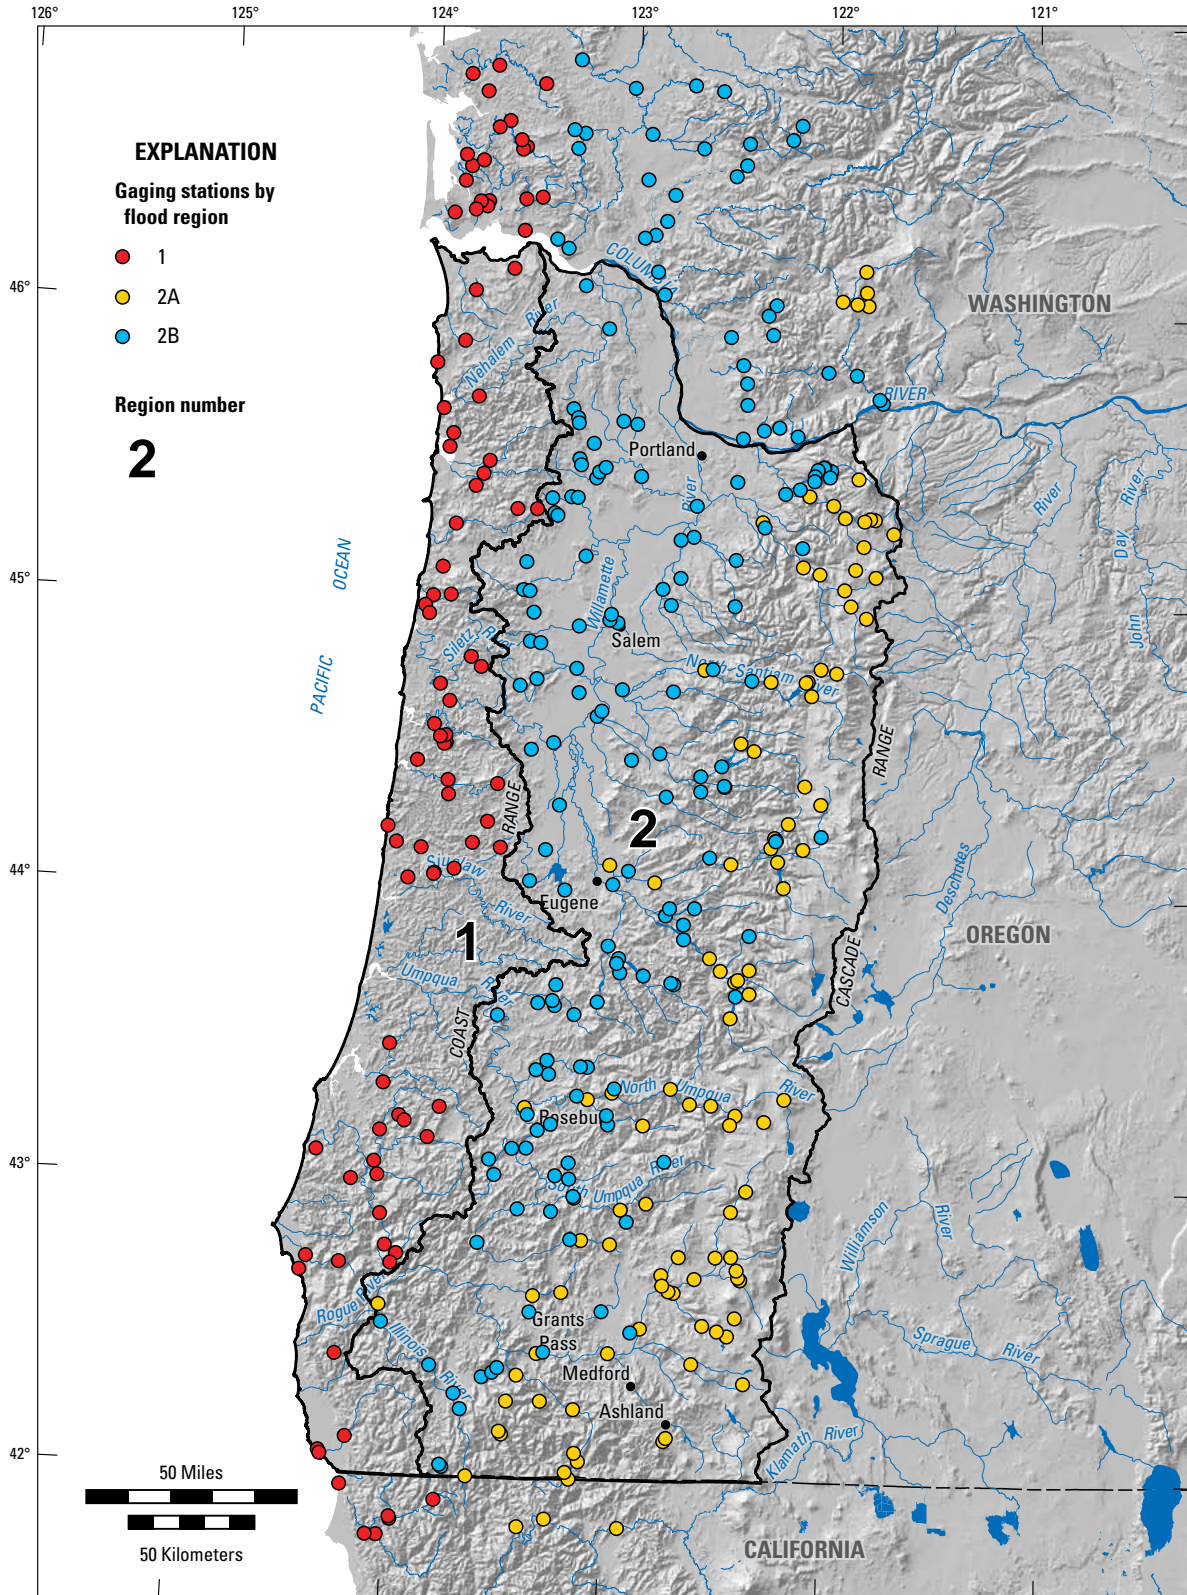 126°
125°
124°
123°
122°
121°
EXPLANATION
Gaging stations by
flood region
1
2A
2B
Region number
2
46°
45°
44°
43°
42°
COLUMBIA
RIVER
WASHINGTON
Nehalem
River
Portland
River
Willamette
River
Day
River
John
PACIFIC
OCEAN
Siletz
River
Salem
North Santiam River
RANGE
RANGE
2
Siuslaw
River
Eugene
Deschutes
1
OREGON
CASCADE
Umpqua
River
COAST
North Umpqua
River
Rosebu
South Umpqua River
Williamson
River
Rogue River
Illinois
River
Grants
Pass
Sprague
River
Medford
Ashland
Klamath
River
50 Miles
50 Kilometers
CALIFORNIA